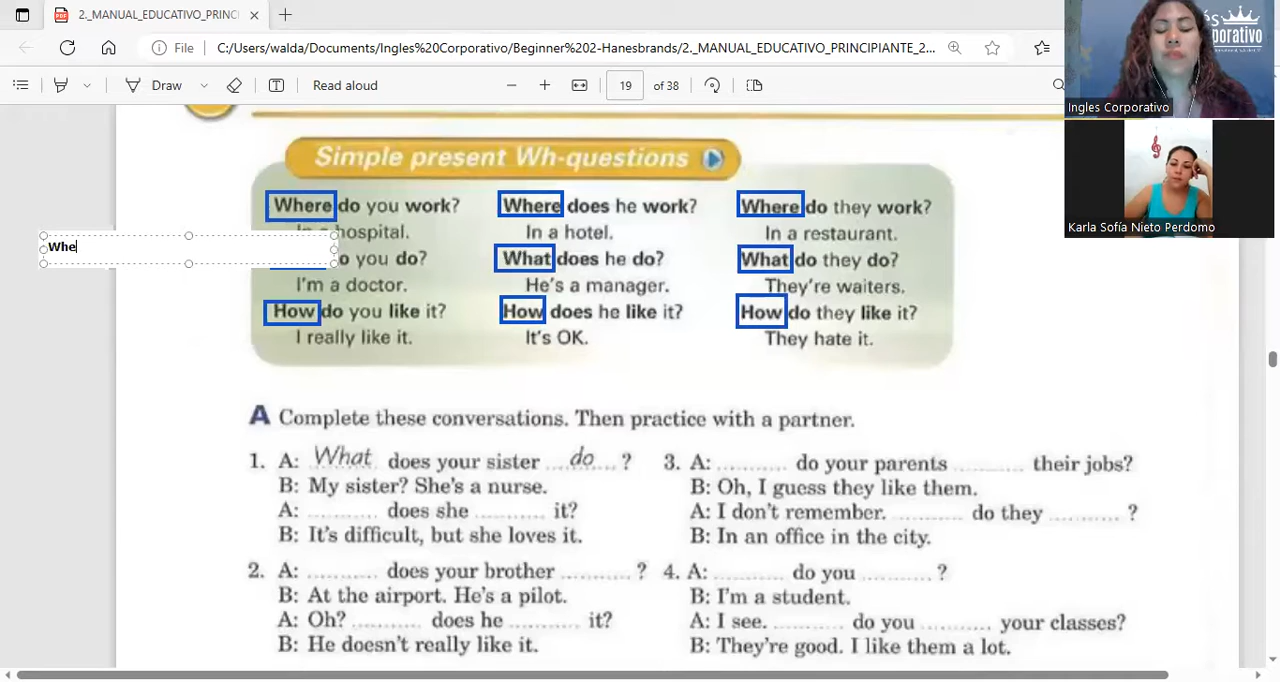 2._MANUAL_EDUCATIVO_PRINCI
File C:/Users/walda/Documents/Ingles%20Corporativo/Beginner%202-Hanesbrands/2._MANUAL_EDUCATIVO_PRINCIPIANTE_2...
Draw Read aloud 19 of 38
Ingles Corporativo
Karla Sofía Nieto Perdomo
Simple present Wh-questions
Where do you work? Where does he work? Where do they work?
hospital. In a hotel. In a restaurant.
Whe
o you do? What does he do? What do they do?
I'm a doctor. He's a manager. They're waiters.
How do you like it? How does he like it? How do they like it?
I really like it. It's OK. They hate it.
A Complete these conversations. Then practice with a partner.
1. A: What does your sister do ?
B: My sister? She's a nurse.
A: .......... does she .......... it?
B: It's difficult, but she loves it.
2. A: .......... does your brother .......... ?
B: At the airport. He's a pilot.
A: Oh? .......... does he .......... it?
B: He doesn't really like it.
3. A: .......... do your parents .......... their jobs?
B: Oh, I guess they like them.
A: I don't remember. .......... do they .......... ?
B: In an office in the city.
4. A: .......... do you .......... ?
B: I'm a student.
A: I see. .......... do you .......... your classes?
B: They're good. I like them a lot.